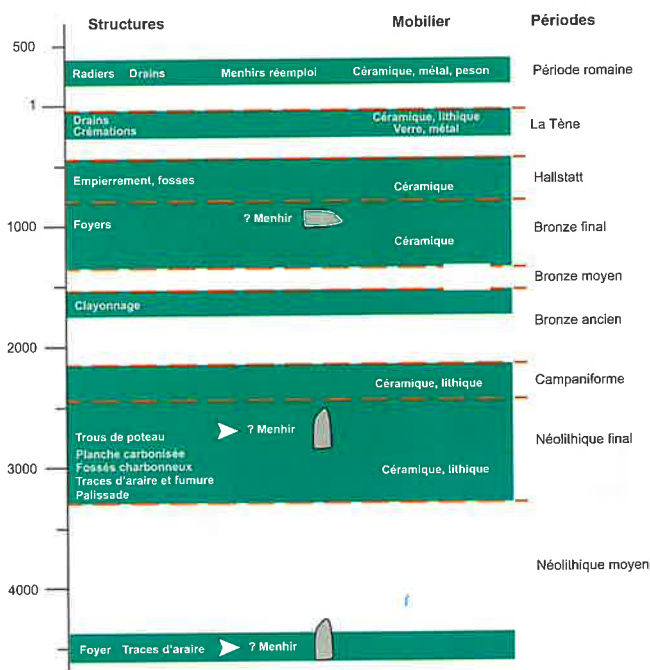 Structures Mobilier Périodes
500
Radiers Drains Menhirs réemploi Céramique, métal, peson Période romaine
1
Drains Céramique, lithique
Crémations Verre, métal La Tène
Empierrement, fosses Céramique Hallstatt
1000 Foyers ? Menhir Céramique Bronze final
Bronze moyen
Clayonnage Bronze ancien
2000
Céramique, lithique Campaniforme
Trous de poteau ? Menhir Néolithique final
Planche carbonisée
3000 Fossés charbonneux Céramique, lithique
Traces d'araire et fumure
Palissade
Néolithique moyen
4000
Foyer Traces d'araire ? Menhir